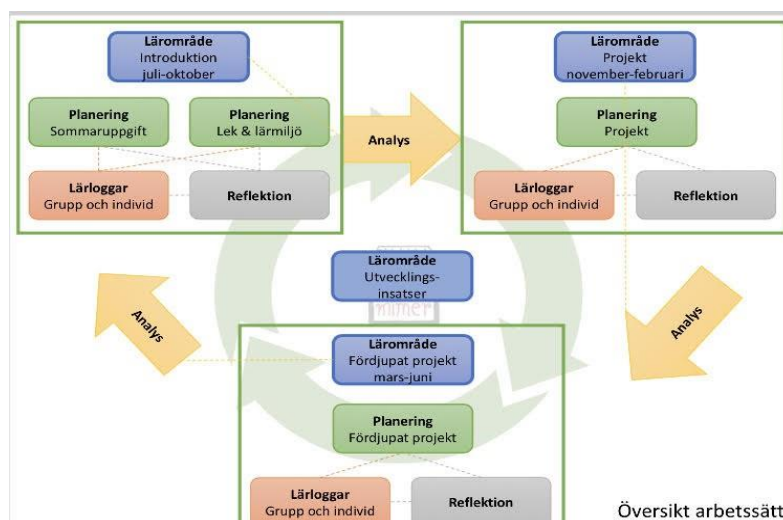 Lärområde
Introduktion
juli-oktober
Planering
Sommaruppgift
Planering
Lek & lärmiljö
Lärloggar
Grupp och individ
Reflektion
Analys
Lärområde
Projekt
november-februari
Planering
Projekt
Lärloggar
Grupp och individ
Reflektion
Analys
Lärområde
Utvecklings-
insatser
mimer
Analys
Lärområde
Fördjupat projekt
mars-juni
Planering
Fördjupat projekt
Lärloggar
Grupp och individ
Reflektion
Översikt arbetssätt